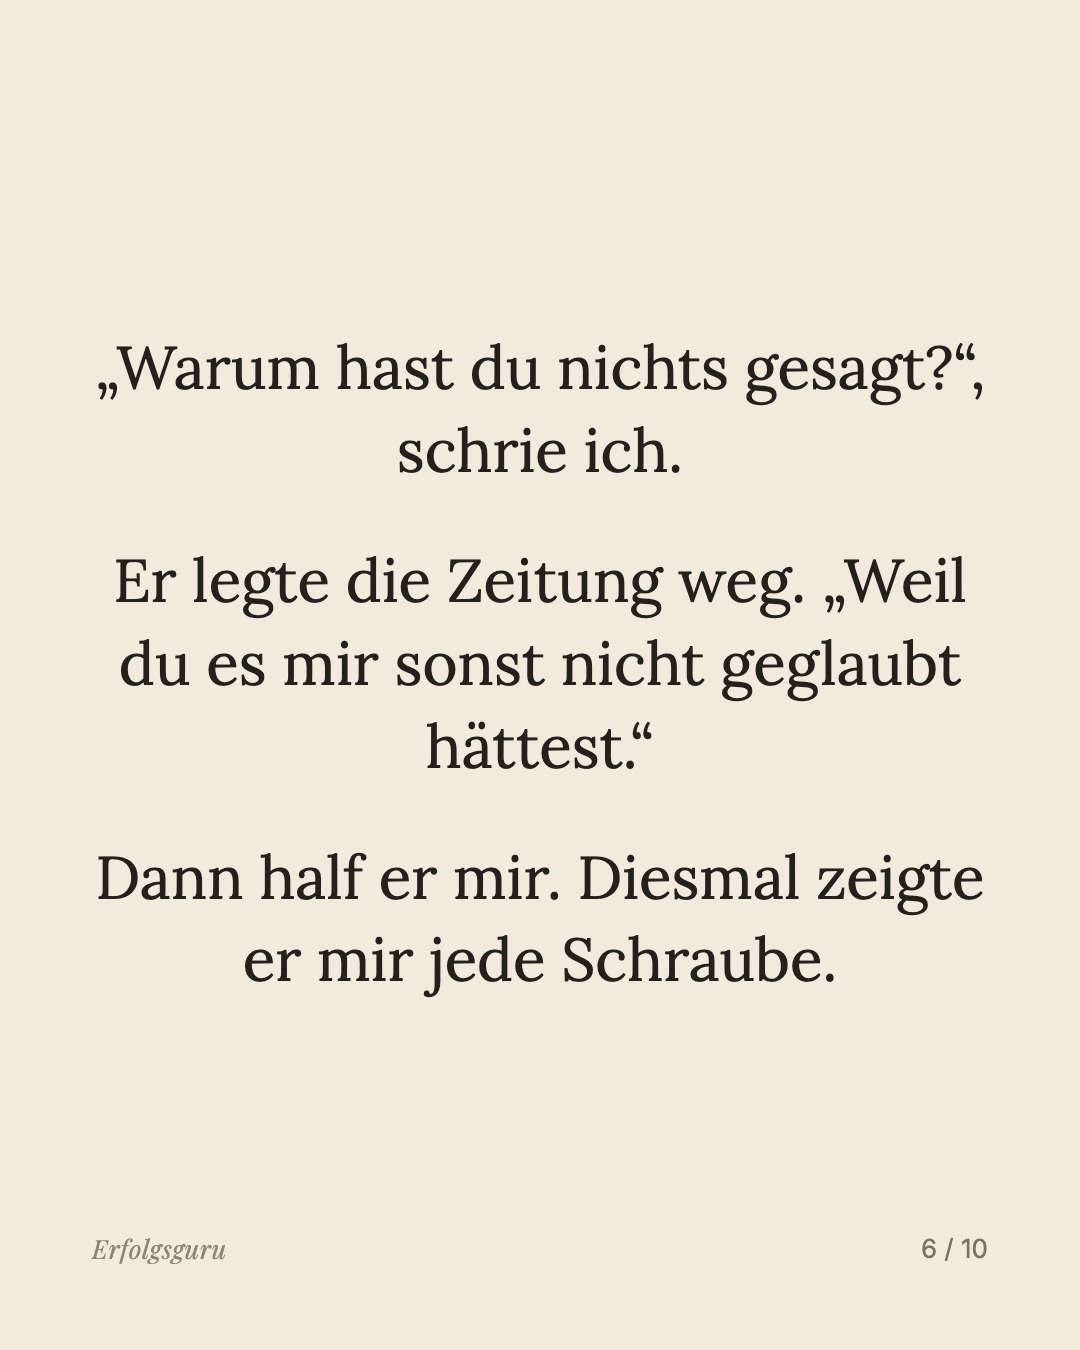 „Warum hast du nichts gesagt?“,
schrie ich.
Er legte die Zeitung weg. „Weil
du es mir sonst nicht geglaubt
hättest.“
Dann half er mir. Diesmal zeigte
er mir jede Schraube.
Erfolgsguru
6 / 10